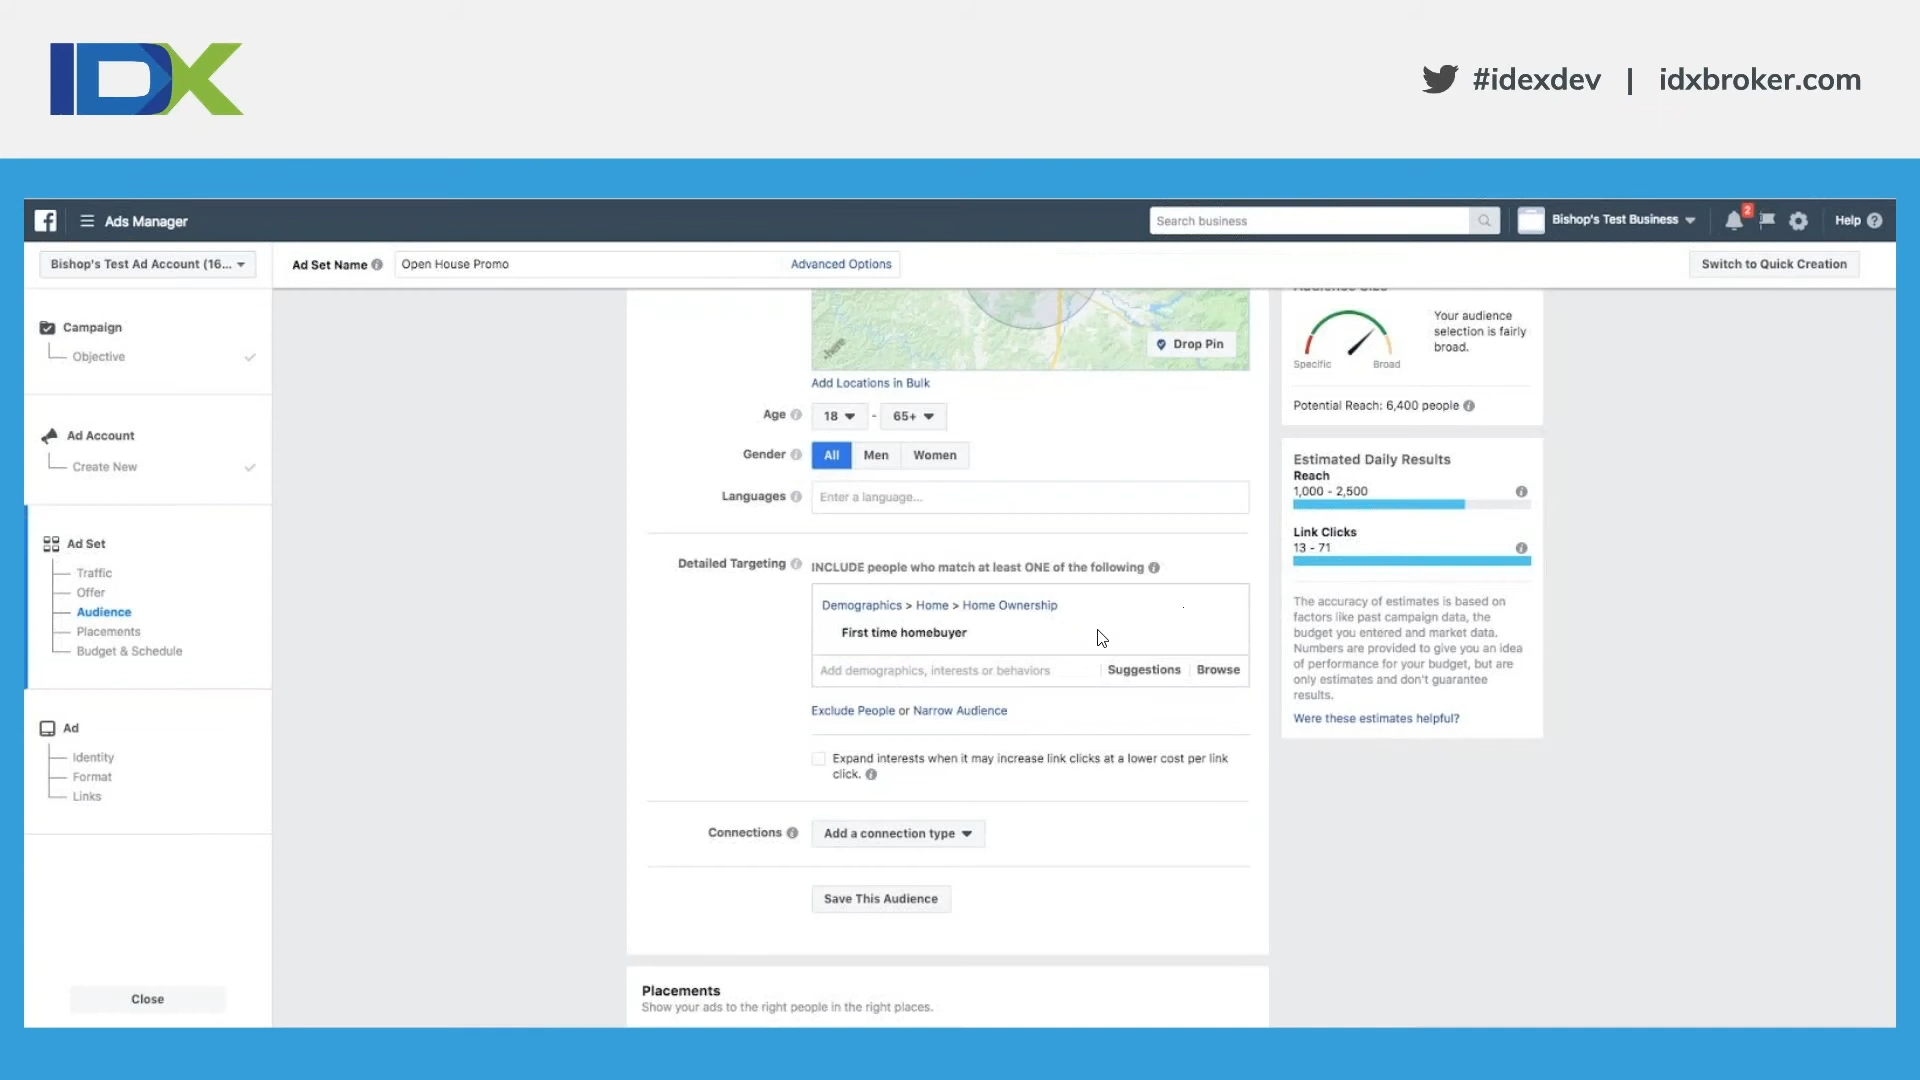 IDX
#idexdev | idxbroker.com
Ads Manager
Search business
Bishop's Test Business
2
Help
Bishop's Test Ad Account (16...
Ad Set Name
Open House Promo
Advanced Options
Switch to Quick Creation
Campaign
Objective
Ad Account
Create New
Ad Set
Traffic
Offer
Audience
Placements
Budget & Schedule
Ad
Identity
Format
Links
Close
here
Drop Pin
Add Locations in Bulk
Age
18 - 65+
Gender
All Men Women
Languages
Enter a language...
Detailed Targeting
INCLUDE people who match at least ONE of the following
Demographics > Home > Home Ownership
First time homebuyer
Add demographics, interests or behaviors
Suggestions
Browse
Exclude People or Narrow Audience
Expand interests when it may increase link clicks at a lower cost per link
click.
Connections
Add a connection type
Save This Audience
Placements
Show your ads to the right people in the right places.
Audience Size
Your audience
selection is fairly
broad.
Specific
Broad
Potential Reach: 6,400 people
Estimated Daily Results
Reach
1,000 - 2,500
Link Clicks
13 - 71
The accuracy of estimates is based on
factors like past campaign data, the
budget you entered and market data.
Numbers are provided to give you an idea
of performance for your budget, but are
only estimates and don't guarantee
results.
Were these estimates helpful?